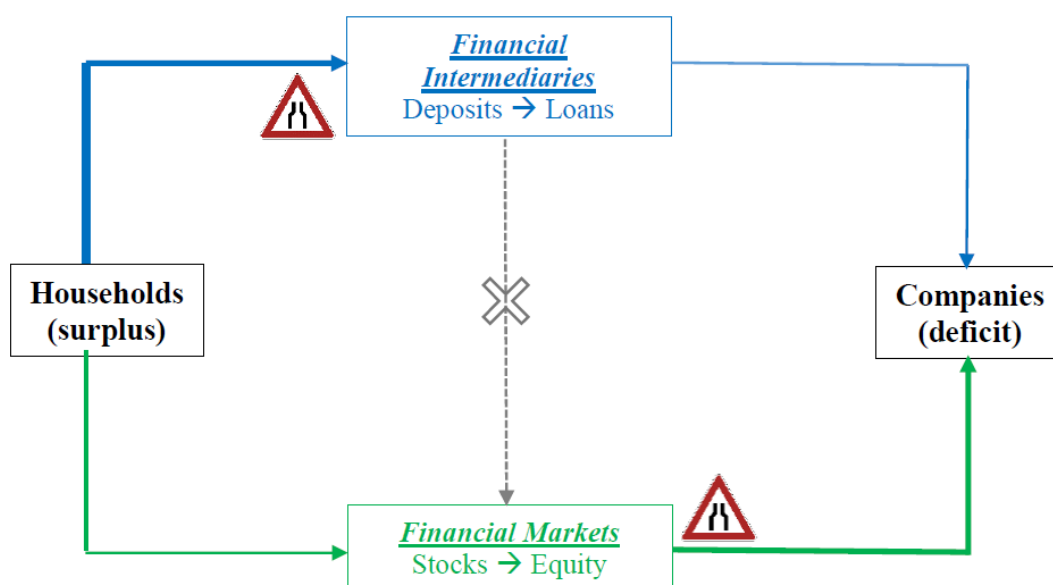 Financial
Intermediaries
Deposits → Loans
Households
(surplus)
Companies
(deficit)
Financial Markets
Stocks → Equity